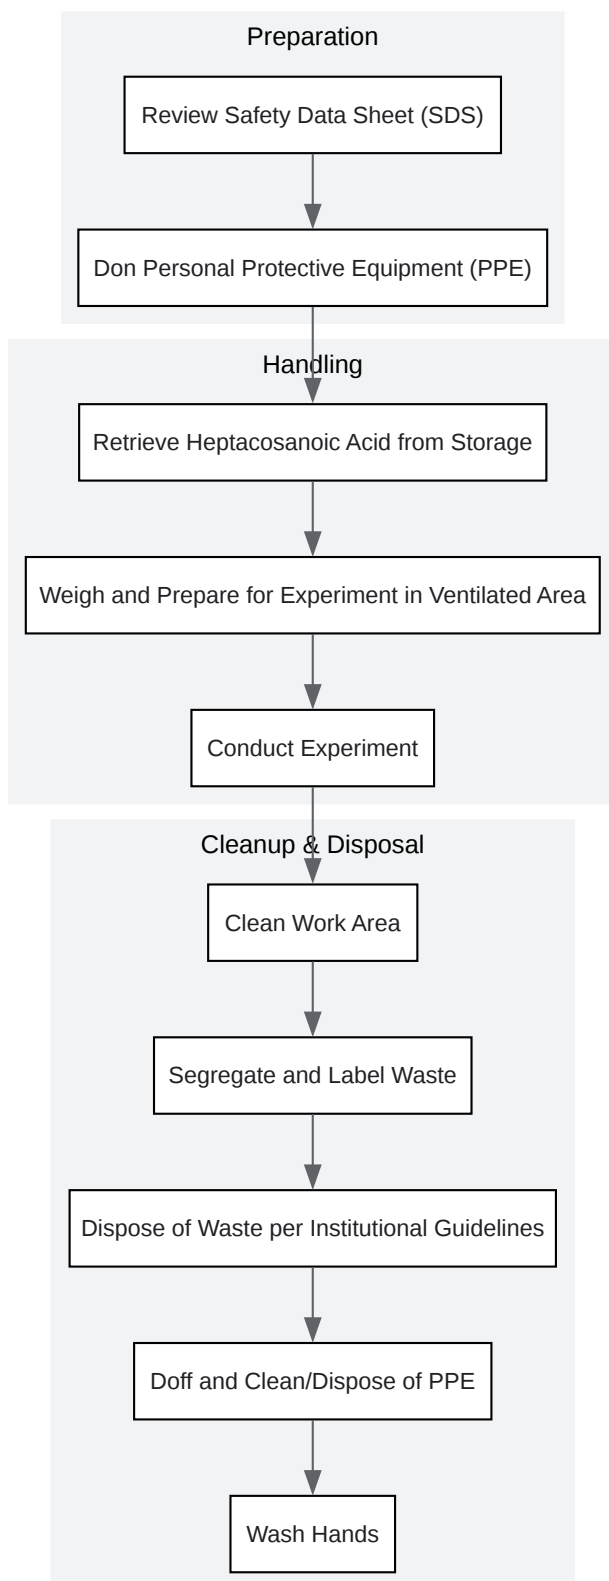 Preparation
Review Safety Data Sheet (SDS)
Don Personal Protective Equipment (PPE)
Handling
Retrieve Heptacosanoic Acid from Storage
Weigh and Prepare for Experiment in Ventilated Area
Conduct Experiment
Cleanup & Disposal
Clean Work Area
Segregate and Label Waste
Dispose of Waste per Institutional Guidelines
Doff and Clean/Dispose of PPE
Wash Hands